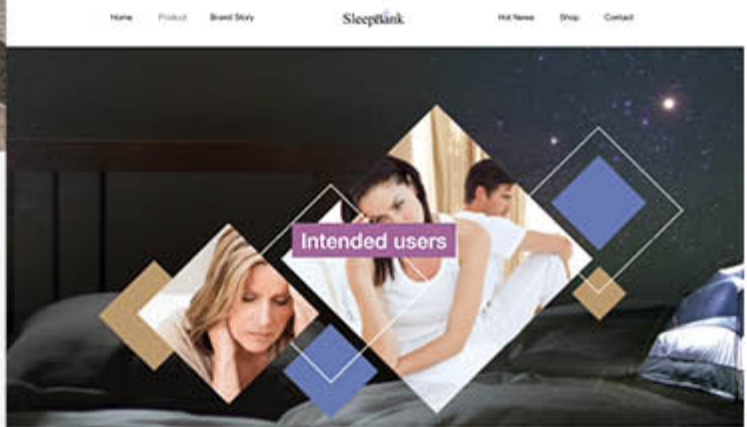 Home Product Brand Story SleepBank Hot News Shop Contact
Intended users